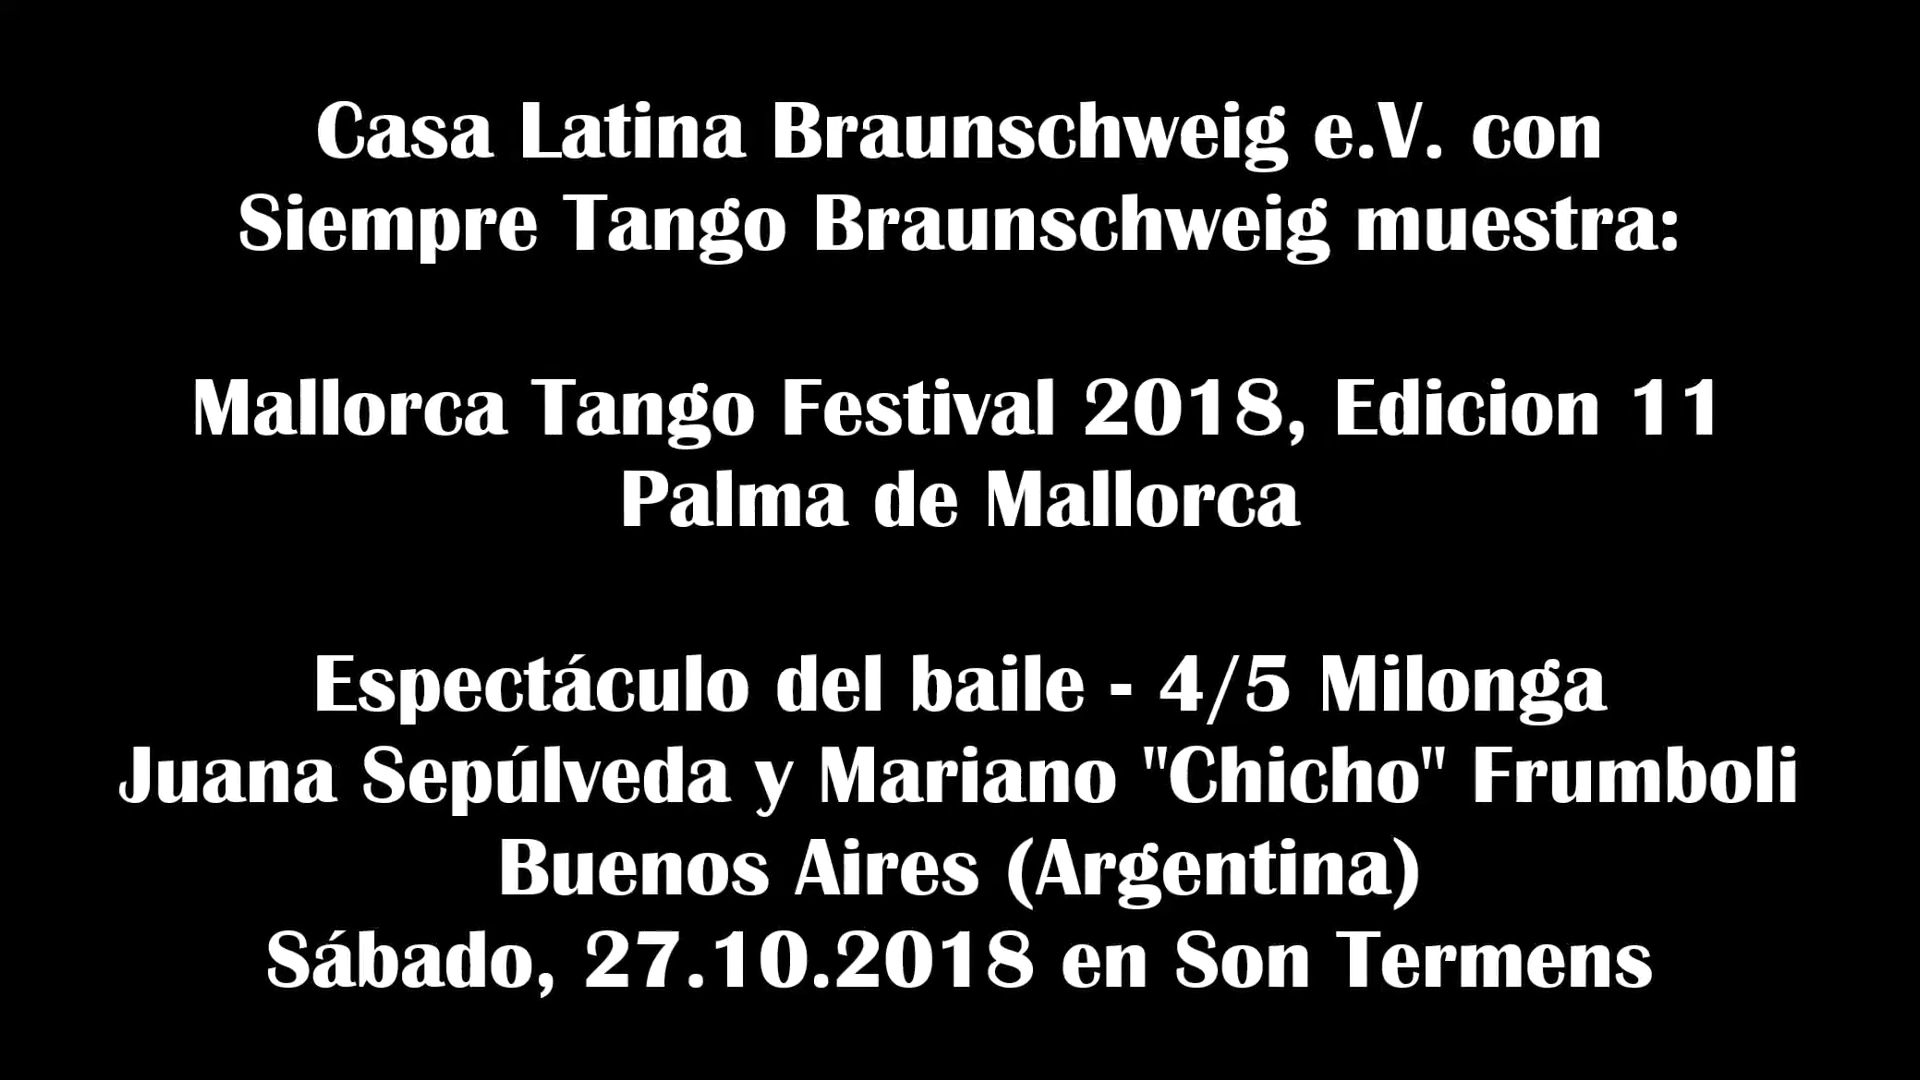 Casa Latina Braunschweig e.V. con
Siempre Tango Braunschweig muestra:
Mallorca Tango Festival 2018, Edicion 11
Palma de Mallorca
Espectáculo del baile - 4/5 Milonga
Juana Sepúlveda y Mariano "Chicho" Frumboli
Buenos Aires (Argentina)
Sábado, 27.10.2018 en Son Termens